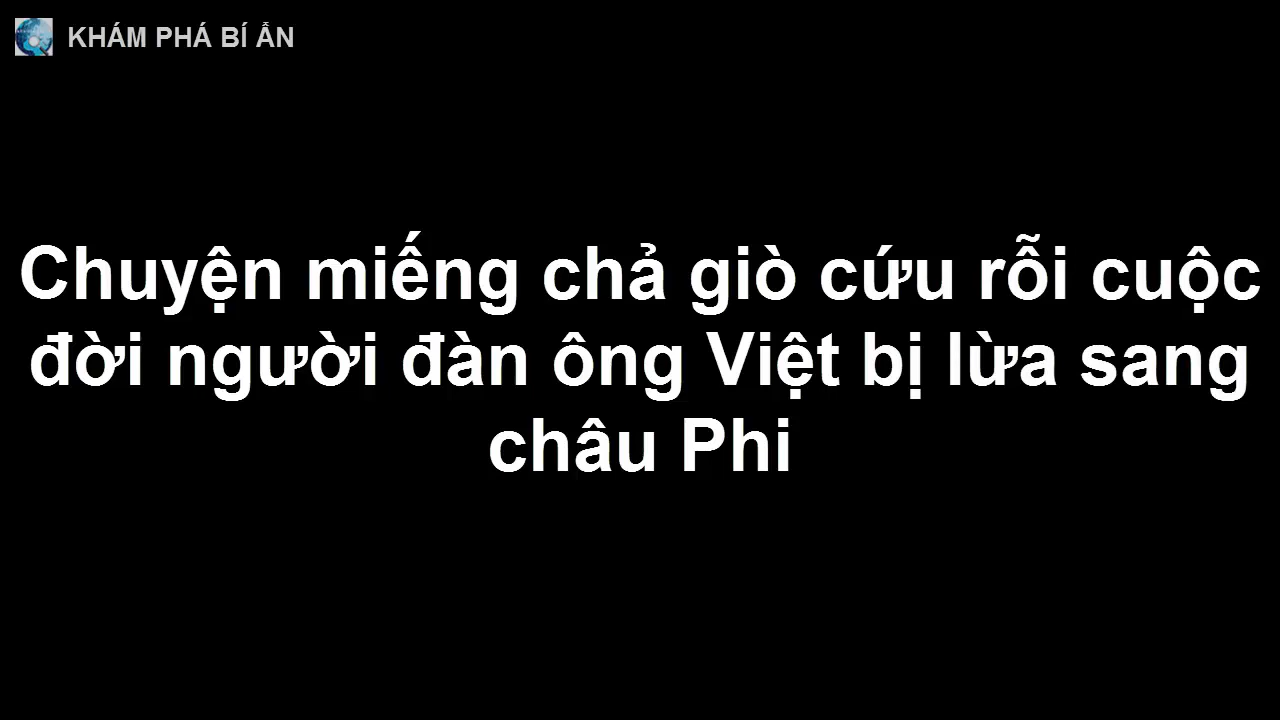 KHÁM PHÁ BÍ ẨN
Chuyện miếng chả giò cứu rỗi cuộc
đời người đàn ông Việt bị lừa sang
châu Phi